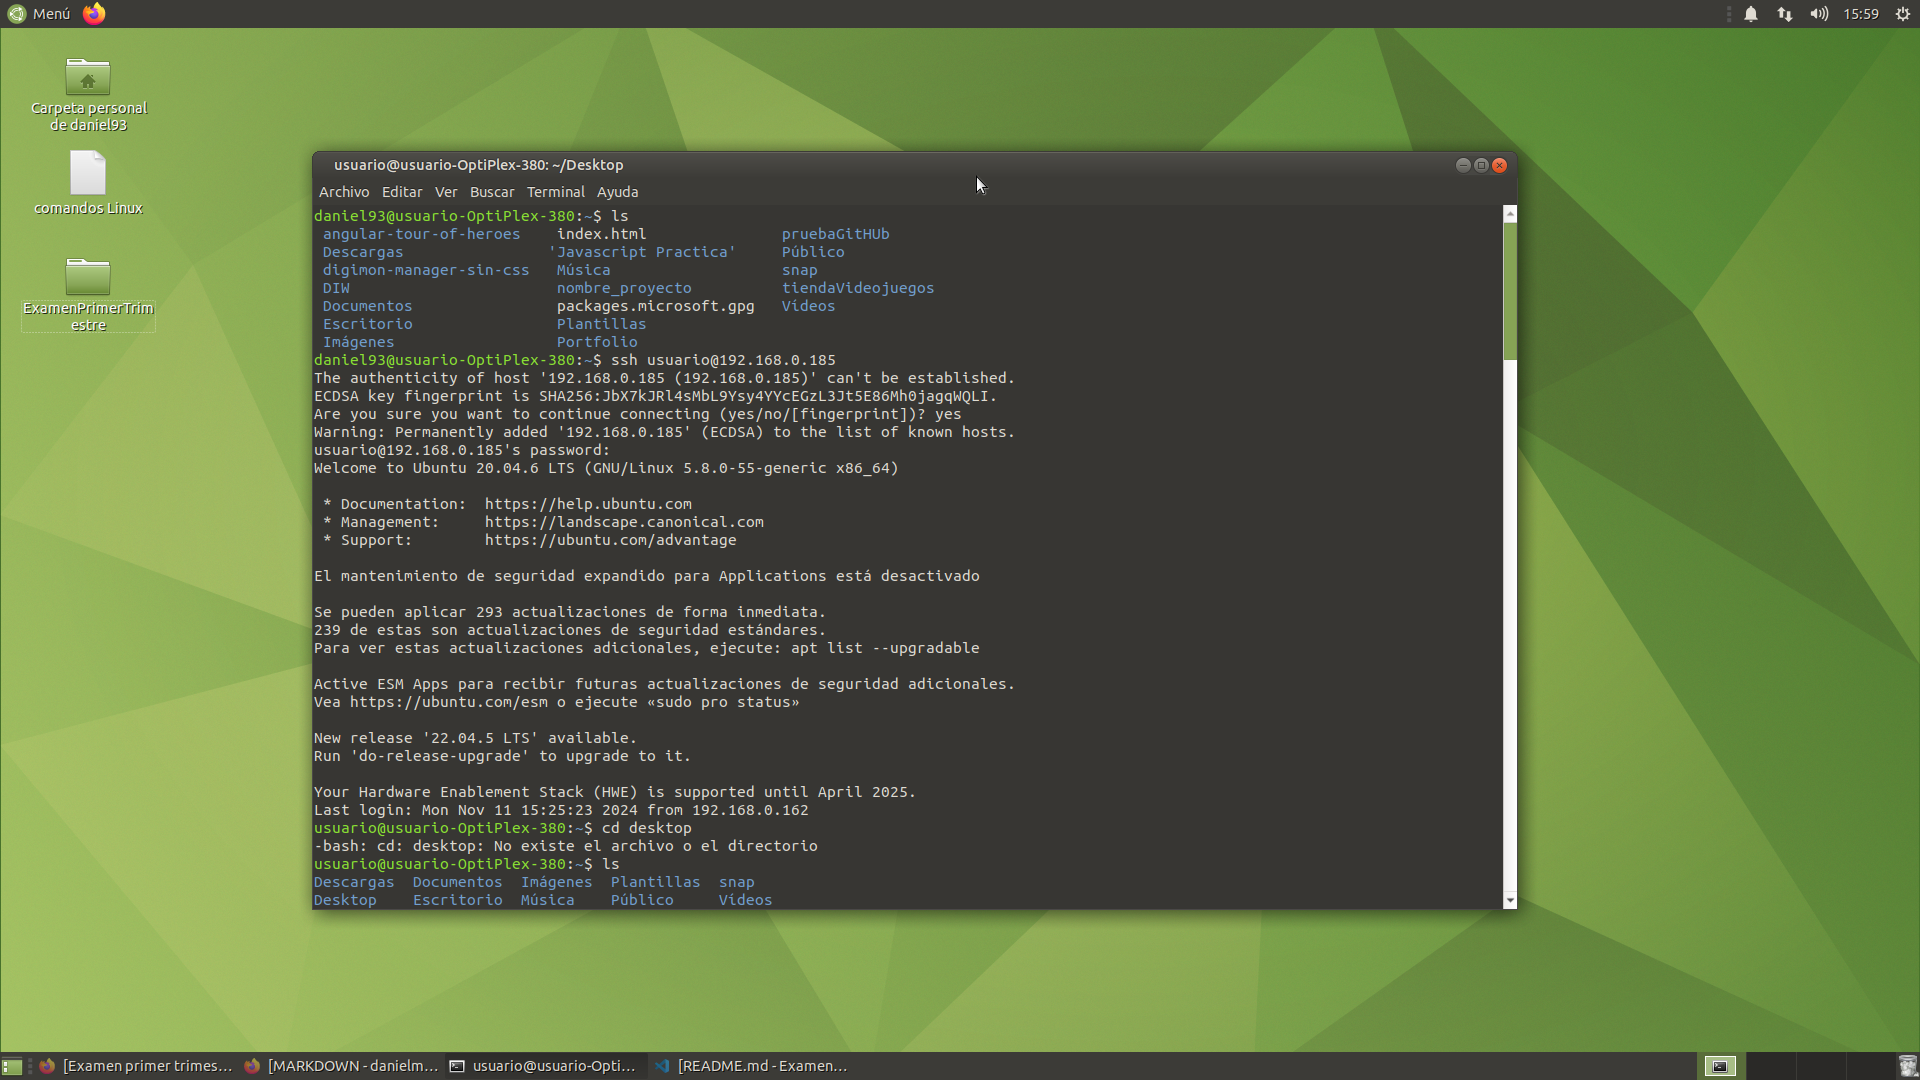 Menú
15:59
Carpeta personal
de daniel93
comandos Linux
ExamenPrimerTrim
estre
usuario@usuario-OptiPlex-380: ~/Desktop
Archivo Editar Ver Buscar Terminal Ayuda
daniel93@usuario-OptiPlex-380:~$ ls
angular-tour-of-heroes index.html pruebaGitHUb
Descargas 'Javascript Practica' Público
digimon-manager-sin-css Música snap
DIW nombre_proyecto tiendaVideojuegos
Documentos packages.microsoft.gpg Vídeos
Escritorio Plantillas
Imágenes Portfolio
daniel93@usuario-OptiPlex-380:~$ ssh usuario@192.168.0.185
The authenticity of host '192.168.0.185 (192.168.0.185)' can't be established.
ECDSA key fingerprint is SHA256:JbX7kJRl4sMbL9Ysy4YYcEGzL3Jt5E86Mh0jagqWQLI.
Are you sure you want to continue connecting (yes/no/[fingerprint])? yes
Warning: Permanently added '192.168.0.185' (ECDSA) to the list of known hosts.
usuario@192.168.0.185's password:
Welcome to Ubuntu 20.04.6 LTS (GNU/Linux 5.8.0-55-generic x86_64)
* Documentation: https://help.ubuntu.com
* Management: https://landscape.canonical.com
* Support: https://ubuntu.com/advantage
El mantenimiento de seguridad expandido para Applications está desactivado
Se pueden aplicar 293 actualizaciones de forma inmediata.
239 de estas son actualizaciones de seguridad estándares.
Para ver estas actualizaciones adicionales, ejecute: apt list --upgradable
Active ESM Apps para recibir futuras actualizaciones de seguridad adicionales.
Vea https://ubuntu.com/esm o ejecute «sudo pro status»
New release '22.04.5 LTS' available.
Run 'do-release-upgrade' to upgrade to it.
Your Hardware Enablement Stack (HWE) is supported until April 2025.
Last login: Mon Nov 11 15:25:23 2024 from 192.168.0.162
usuario@usuario-OptiPlex-380:~$ cd desktop
-bash: cd: desktop: No existe el archivo o el directorio
usuario@usuario-OptiPlex-380:~$ ls
Descargas Documentos Imágenes Plantillas snap
Desktop Escritorio Música Público Vídeos
[Examen primer trimes... [MARKDOWN - danielm... usuario@usuario-Opti... [README.md - Examen...